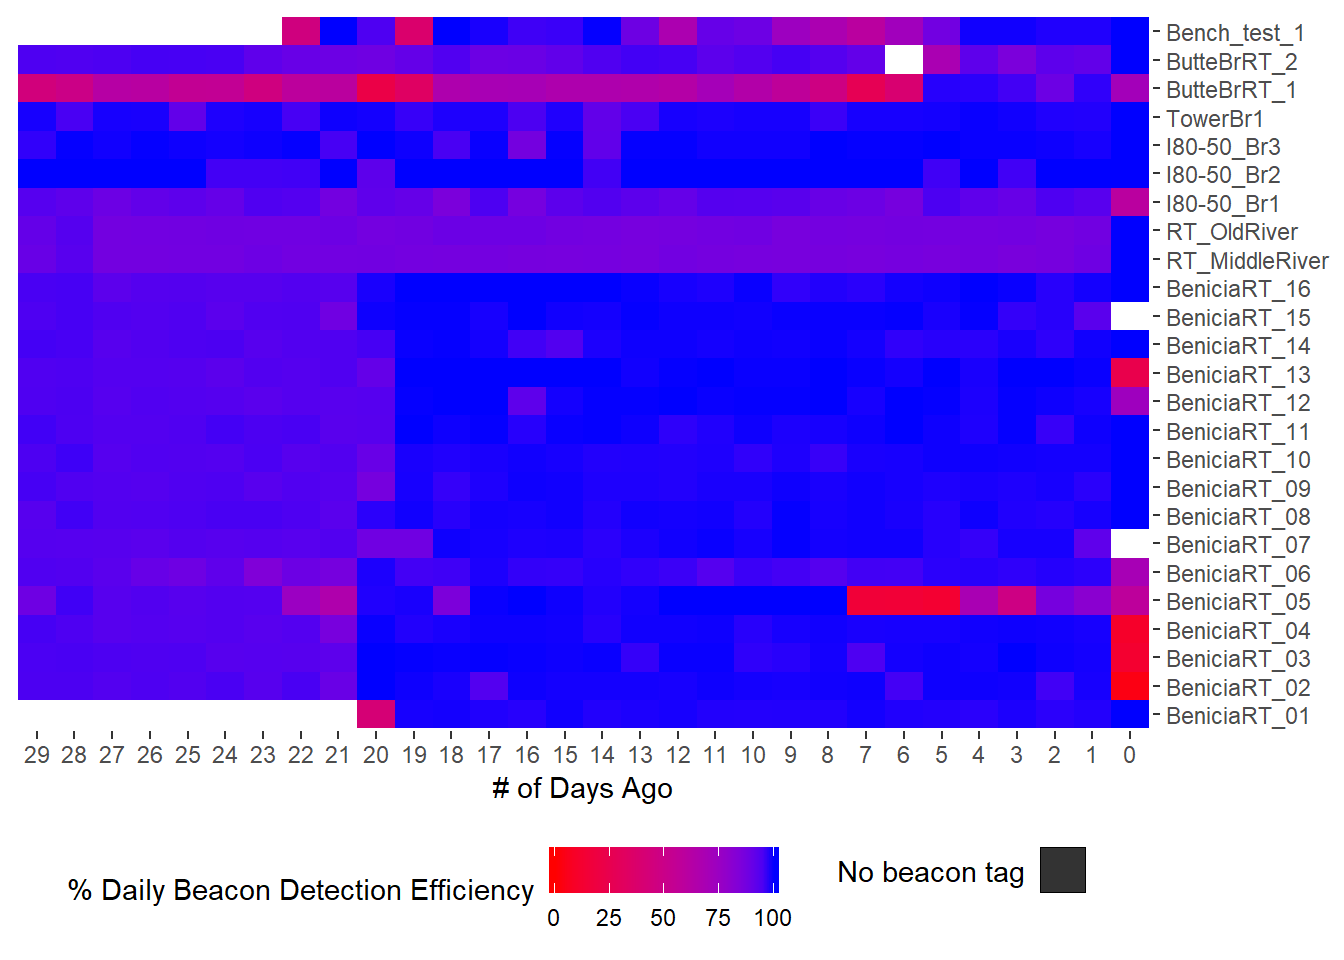 Bench_test_1
ButteBrRT_2
ButteBrRT_1
TowerBr1
I80-50_Br3
I80-50_Br2
I80-50_Br1
RT_OldRiver
RT_MiddleRiver
BeniciaRT_16
BeniciaRT_15
BeniciaRT_14
BeniciaRT_13
BeniciaRT_12
BeniciaRT_11
BeniciaRT_10
BeniciaRT_09
BeniciaRT_08
BeniciaRT_07
BeniciaRT_06
BeniciaRT_05
BeniciaRT_04
BeniciaRT_03
BeniciaRT_02
BeniciaRT_01
29 28 27 26 25 24 23 22 21 20 19 18 17 16 15 14 13 12 11 10 9 8 7 6 5 4 3 2 1 0
# of Days Ago
% Daily Beacon Detection Efficiency
0 25 50 75 100
No beacon tag